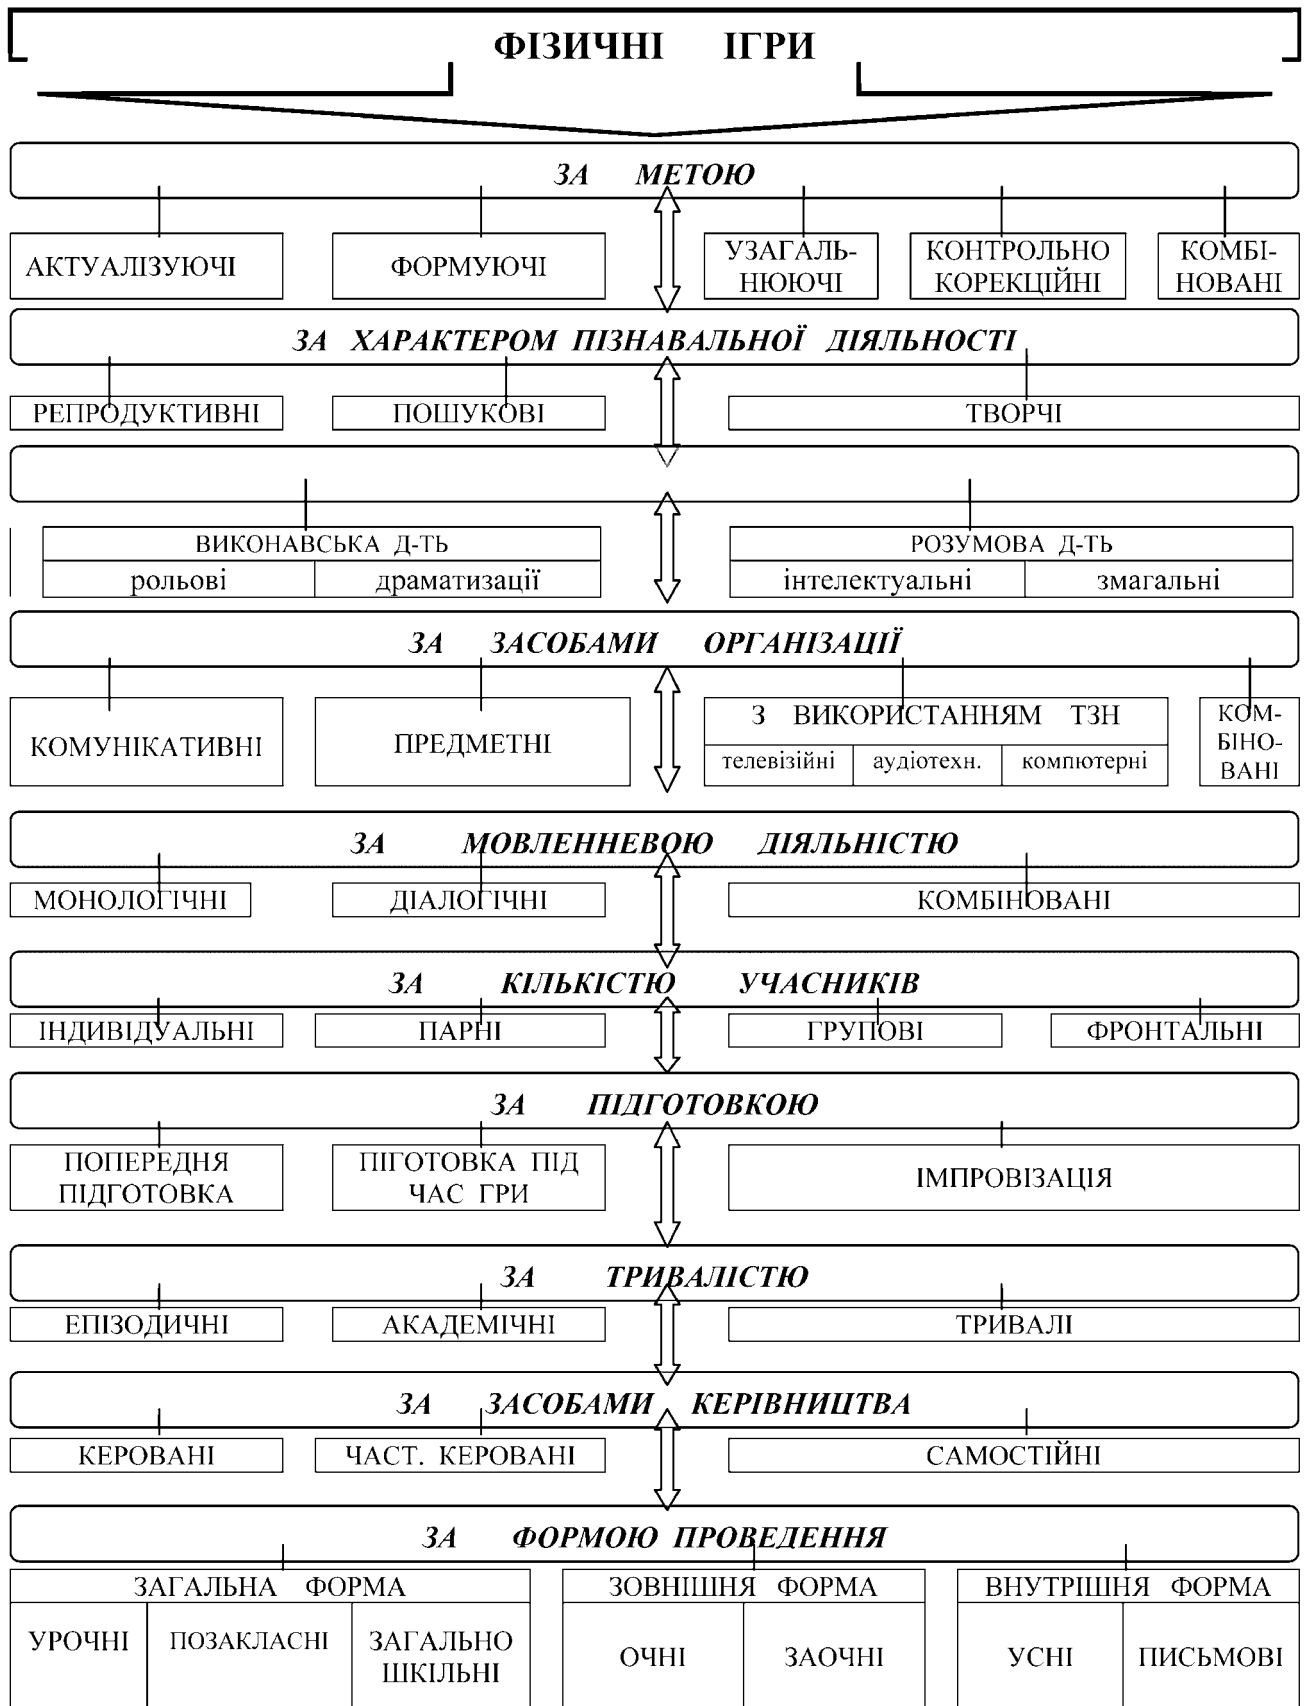 ФІЗИЧНІ ІГРИ
ЗА МЕТОЮ
АКТУАЛІЗУЮЧІ
ФОРМУЮЧІ
УЗАГАЛЬ-
НЮЮЧІ
КОНТРОЛЬНО
КОРЕКЦІЙНІ
КОМБІ-
НОВАНІ
ЗА ХАРАКТЕРОМ ПІЗНАВАЛЬНОЇ ДІЯЛЬНОСТІ
РЕПРОДУКТИВНІ
ПОШУКОВІ
ТВОРЧІ
ВИКОНАВСЬКА Д-ТЬ
рольові
драматизації
РОЗУМОВА Д-ТЬ
інтелектуальні
змагальні
ЗА ЗАСОБАМИ ОРГАНІЗАЦІЇ
КОМУНІКАТИВНІ
ПРЕДМЕТНІ
З ВИКОРИСТАННЯМ ТЗН
телевізійні
аудіотехн.
компютерні
КОМ-
БІНО-
ВАНІ
ЗА МОВЛЕННЕВОЮ ДІЯЛЬНІСТЮ
МОНОЛОГІЧНІ
ДІАЛОГІЧНІ
КОМБІНОВАНІ
ЗА КІЛЬКІСТЮ УЧАСНИКІВ
ІНДИВІДУАЛЬНІ
ПАРНІ
ГРУПОВІ
ФРОНТАЛЬНІ
ЗА ПІДГОТОВКОЮ
ПОПЕРЕДНЯ
ПІДГОТОВКА
ПІГОТОВКА ПІД
ЧАС ГРИ
ІМПРОВІЗАЦІЯ
ЗА ТРИВАЛІСТЮ
ЕПІЗОДИЧНІ
АКАДЕМІЧНІ
ТРИВАЛІ
ЗА ЗАСОБАМИ КЕРІВНИЦТВА
КЕРОВАНІ
ЧАСТ. КЕРОВАНІ
САМОСТІЙНІ
ЗА ФОРМОЮ ПРОВЕДЕННЯ
ЗАГАЛЬНА ФОРМА
УРОЧНІ
ПОЗАКЛАСНІ
ЗАГАЛЬНО
ШКІЛЬНІ
ЗОВНІШНЯ ФОРМА
ОЧНІ
ЗАОЧНІ
ВНУТРІШНЯ ФОРМА
УСНІ
ПИСЬМОВІ